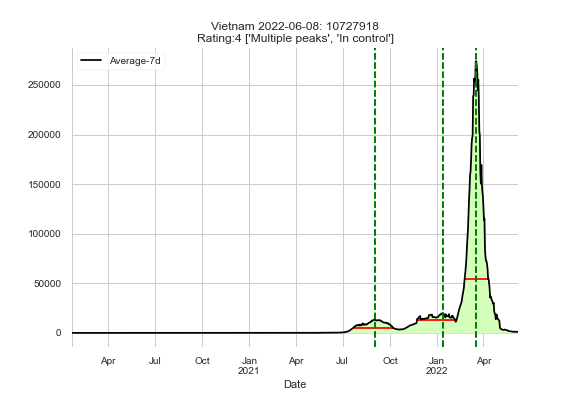 Vietnam 2022-06-08: 10727918
Rating:4 ['Multiple peaks', 'In control']
Average-7d
250000
200000
150000
100000
50000
0
Apr Jul Oct Jan Apr Jul Oct Jan Apr
2021 2022
Date